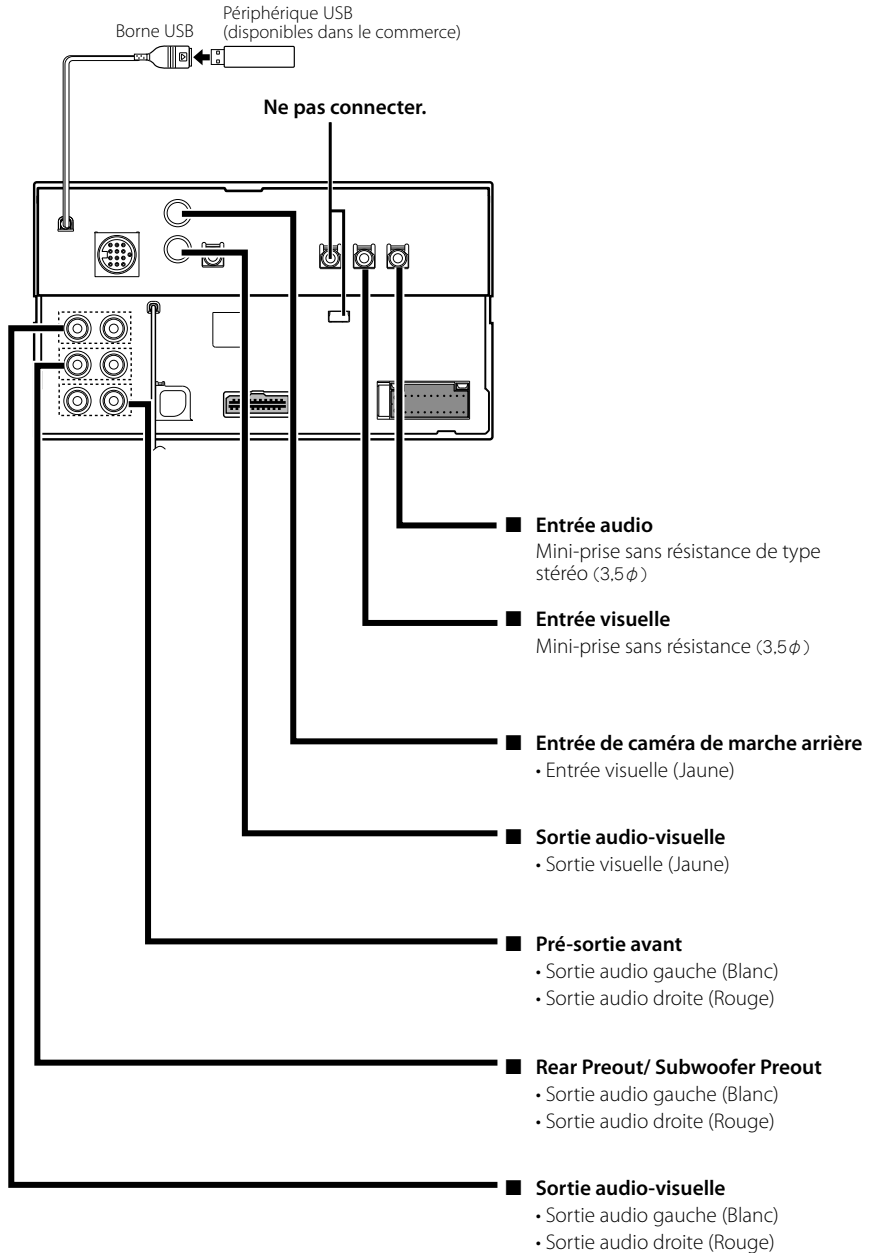 Périphérique USB
(disponibles dans le commerce)
Borne USB
Ne pas connecter.
■ Entrée audio
Mini-prise sans résistance de type
stéréo (3,5φ)
■ Entrée visuelle
Mini-prise sans résistance (3,5φ)
■ Entrée de caméra de marche arrière
• Entrée visuelle (Jaune)
■ Sortie audio-visuelle
• Sortie visuelle (Jaune)
■ Pré-sortie avant
• Sortie audio gauche (Blanc)
• Sortie audio droite (Rouge)
■ Rear Preout/ Subwoofer Preout
• Sortie audio gauche (Blanc)
• Sortie audio droite (Rouge)
■ Sortie audio-visuelle
• Sortie audio gauche (Blanc)
• Sortie audio droite (Rouge)